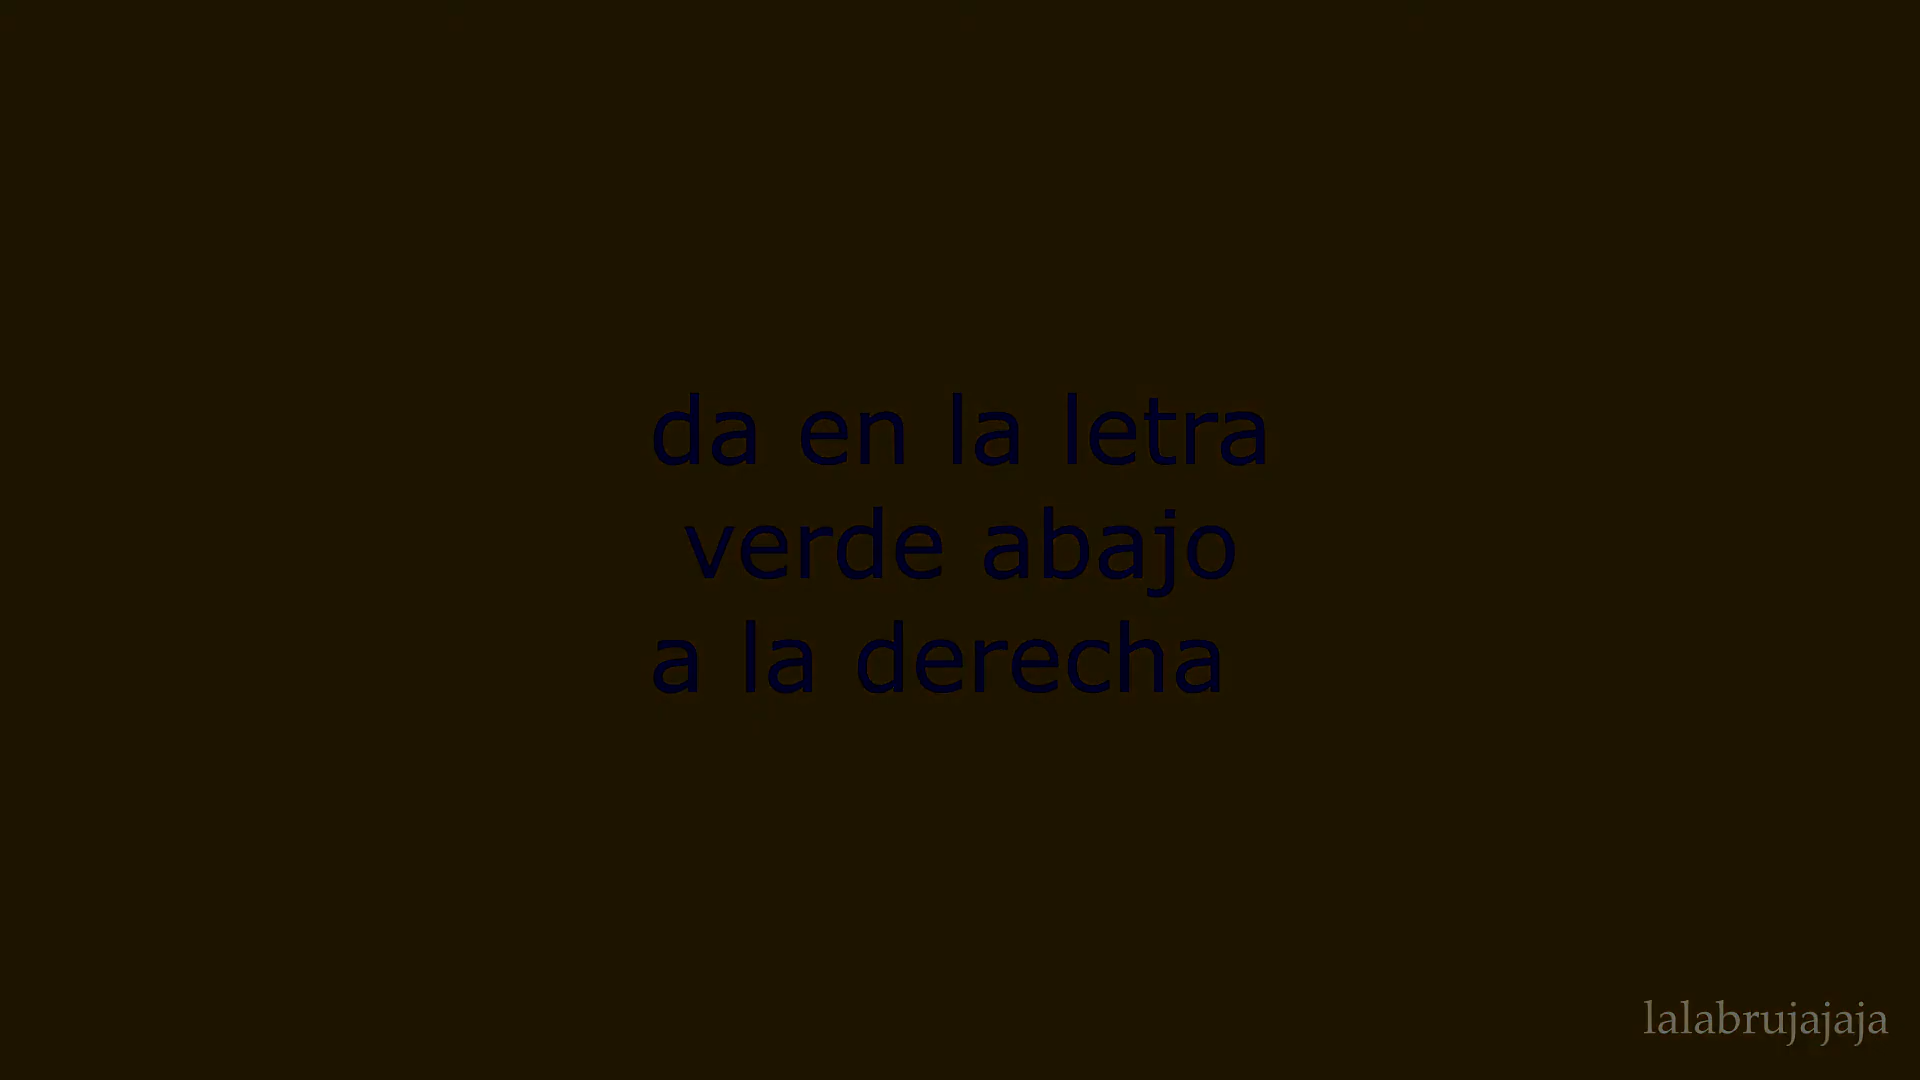 da en la letra
verde abajo
a la derecha
lalabrujajaja